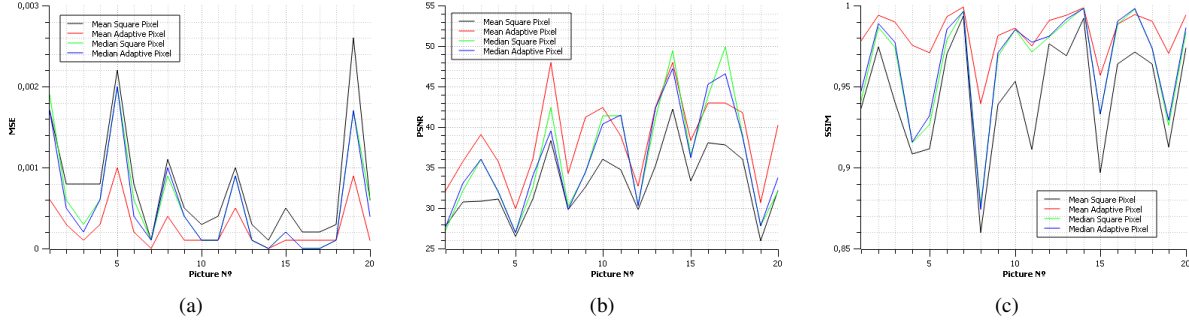 0,003
0,002
0,001
0
MSE
Mean Square Pixel
Mean Adaptive Pixel
Median Square Pixel
Median Adaptive Pixel
5 10 15 20
Picture Nº
(a)
55
50
45
40
35
30
25
PSNR
Mean Square Pixel
Mean Adaptive Pixel
Median Square Pixel
Median Adaptive Pixel
5 10 15 20
Picture Nº
(b)
1
0,95
0,9
0,85
SSIM
Mean Square Pixel
Mean Adaptive Pixel
Median Square Pixel
Median Adaptive Pixel
5 10 15 20
Picture Nº
(c)